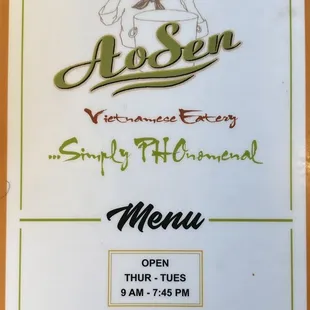 AoSen
Vietnamese Eatery
...Simply PHOnomenal
Menu
OPEN
THUR - TUES
9 AM - 7:45 PM